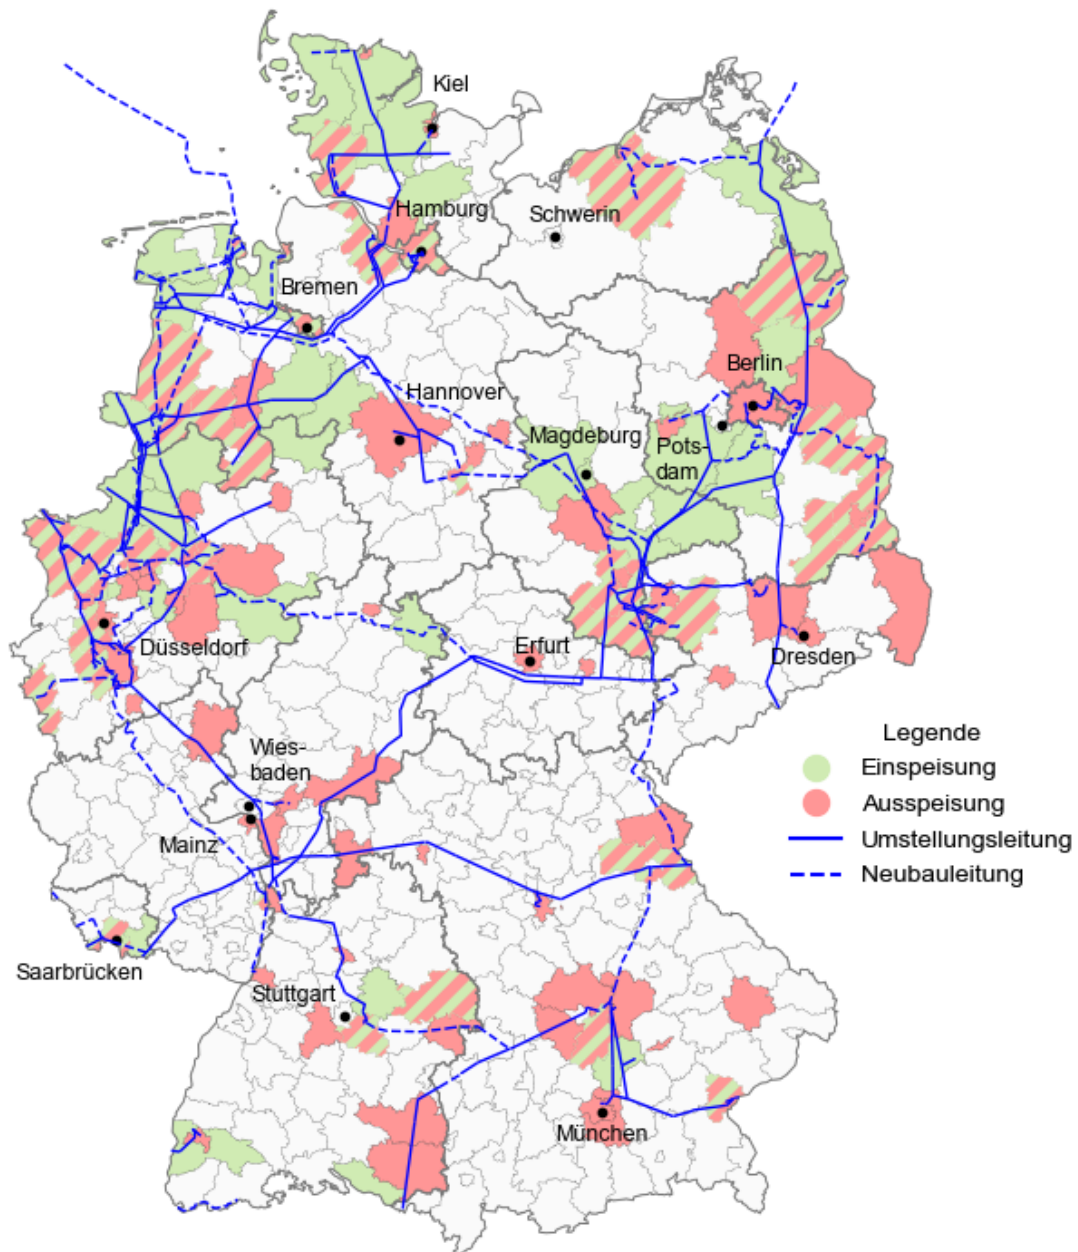 Kiel
Hamburg
Schwerin
Bremen
Berlin
Hannover
Magdeburg
Pots-
dam
Düsseldorf
Erfurt
Dresden
Wies-
baden
Mainz
Saarbrücken
Stuttgart
München
Legende
Einspeisung
Ausspeisung
Umstellungsleitung
Neubauleitung